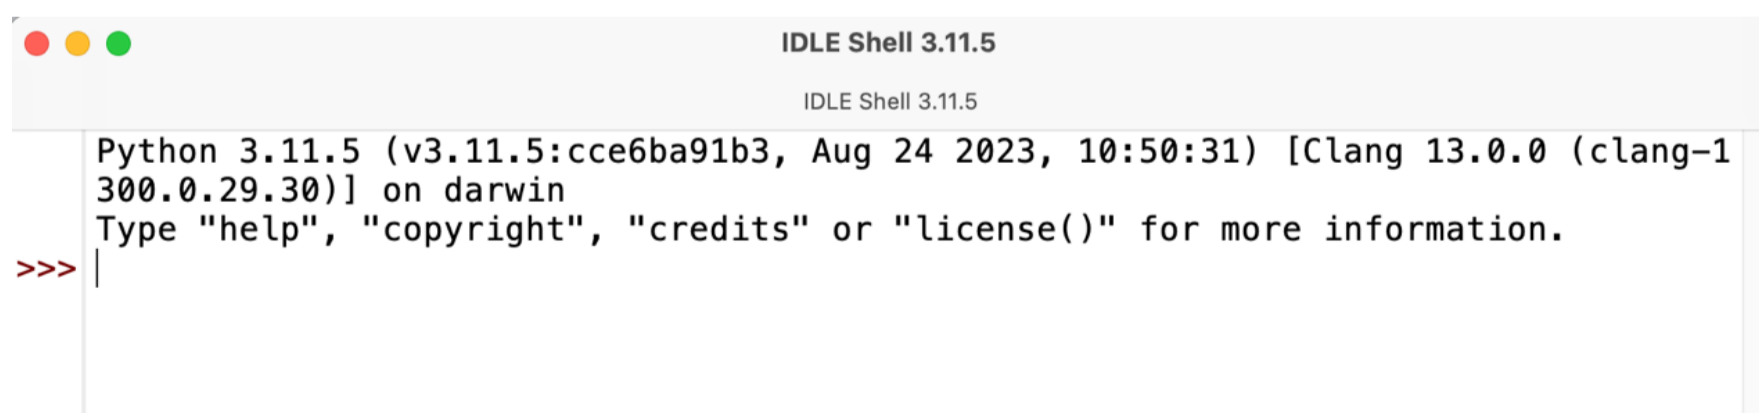 IDLE Shell 3.11.5
IDLE Shell 3.11.5
Python 3.11.5 (v3.11.5:cce6ba91b3, Aug 24 2023, 10:50:31) [Clang 13.0.0 (clang-1
300.0.29.30)] on darwin
Type "help", "copyright", "credits" or "license()" for more information.
>>>